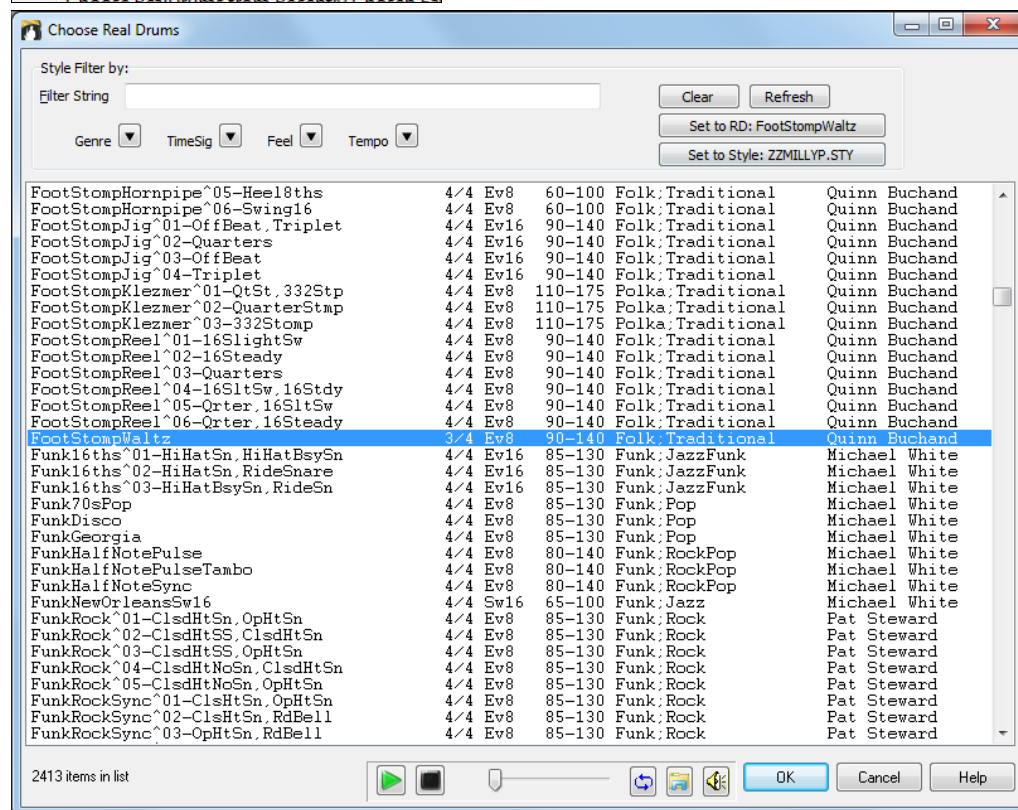 Choose Real Drums
Style Filter by:
Filter String
Clear
Refresh
Set to RD: FootStompWaltz
Genre
TimeSig
Feel
Tempo
Set to Style: ZZMILLYP.STY
FootStompHornpipe^05-Heel8ths 4/4 Ev8 60-100 Folk;Traditional Quinn Buchand
FootStompHornpipe^06-Swing16 4/4 Ev8 60-100 Folk;Traditional Quinn Buchand
FootStompJig^01-OffBeat,Triplet 4/4 Ev16 90-140 Folk;Traditional Quinn Buchand
FootStompJig^02-Quarters 4/4 Ev16 90-140 Folk;Traditional Quinn Buchand
FootStompJig^03-OffBeat 4/4 Ev16 90-140 Folk;Traditional Quinn Buchand
FootStompJig^04-Triplet 4/4 Ev16 90-140 Folk;Traditional Quinn Buchand
FootStompKlezmer^01-QtSt,332Stp 4/4 Ev8 110-175 Polka;Traditional Quinn Buchand
FootStompKlezmer^02-QuarterStmp 4/4 Ev8 110-175 Polka;Traditional Quinn Buchand
FootStompKlezmer^03-332Stomp 4/4 Ev8 110-175 Polka;Traditional Quinn Buchand
FootStompReel^01-16SlightSw 4/4 Ev8 90-140 Folk;Traditional Quinn Buchand
FootStompReel^02-16Steady 4/4 Ev8 90-140 Folk;Traditional Quinn Buchand
FootStompReel^03-Quarters 4/4 Ev8 90-140 Folk;Traditional Quinn Buchand
FootStompReel^04-16SltSw,16Stdy 4/4 Ev8 90-140 Folk;Traditional Quinn Buchand
FootStompReel^05-Qrter,16SltSw 4/4 Ev8 90-140 Folk;Traditional Quinn Buchand
FootStompReel^06-Qrter,16Steady 4/4 Ev8 90-140 Folk;Traditional Quinn Buchand
FootStompWaltz 3/4 Ev8 90-140 Folk;Traditional Quinn Buchand
Funk16ths^01-HiHatSn,HiHatBsySn 4/4 Ev16 85-130 Funk;JazzFunk Michael White
Funk16ths^02-HiHatSn,RideSnare 4/4 Ev16 85-130 Funk;JazzFunk Michael White
Funk16ths^03-HiHatBsySn,RideSn 4/4 Ev16 85-130 Funk;JazzFunk Michael White
Funk70sPop 4/4 Ev8 85-130 Funk;Pop Michael White
FunkDisco 4/4 Ev8 85-130 Funk;Pop Michael White
FunkGeorgia 4/4 Ev8 85-130 Funk;Pop Michael White
FunkHalfNotePulse 4/4 Ev8 80-140 Funk;RockPop Michael White
FunkHalfNotePulseTambo 4/4 Ev8 80-140 Funk;RockPop Michael White
FunkHalfNoteSync 4/4 Ev8 80-140 Funk;RockPop Michael White
FunkNewOrleansSw16 4/4 Sw16 65-100 Funk;Jazz Michael White
FunkRock^01-ClsdHtSn,OpHtSn 4/4 Ev8 85-130 Funk;Rock Pat Steward
FunkRock^02-ClsdHtSS,ClsdHtSn 4/4 Ev8 85-130 Funk;Rock Pat Steward
FunkRock^03-ClsdHtSS,OpHtSn 4/4 Ev8 85-130 Funk;Rock Pat Steward
FunkRock^04-ClsdHtNoSn,ClsdHtSn 4/4 Ev8 85-130 Funk;Rock Pat Steward
FunkRock^05-ClsdHtNoSn,OpHtSn 4/4 Ev8 85-130 Funk;Rock Pat Steward
FunkRockSync^01-ClsHtSn,OpHtSn 4/4 Ev8 85-130 Funk;Rock Pat Steward
FunkRockSync^02-ClsHtSn,RdBell 4/4 Ev8 85-130 Funk;Rock Pat Steward
FunkRockSync^03-OpHtSn,RdBell 4/4 Ev8 85-130 Funk;Rock Pat Steward
2413 items in list
OK
Cancel
Help